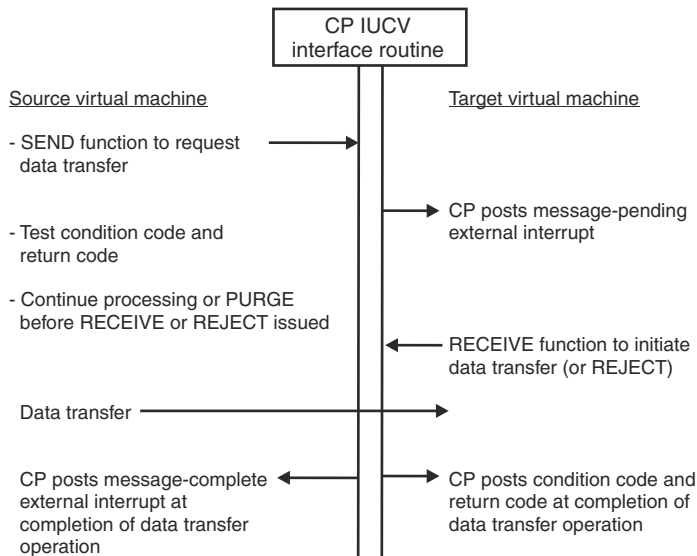 CP IUCV
interface routine
Source virtual machine
Target virtual machine
- SEND function to request
data transfer
CP posts message-pending
external interrupt
- Test condition code and
return code
- Continue processing or PURGE
before RECEIVE or REJECT issued
RECEIVE function to initiate
data transfer (or REJECT)
Data transfer
CP posts message-complete
external interrupt at
completion of data transfer
operation
CP posts condition code and
return code at completion of
data transfer operation